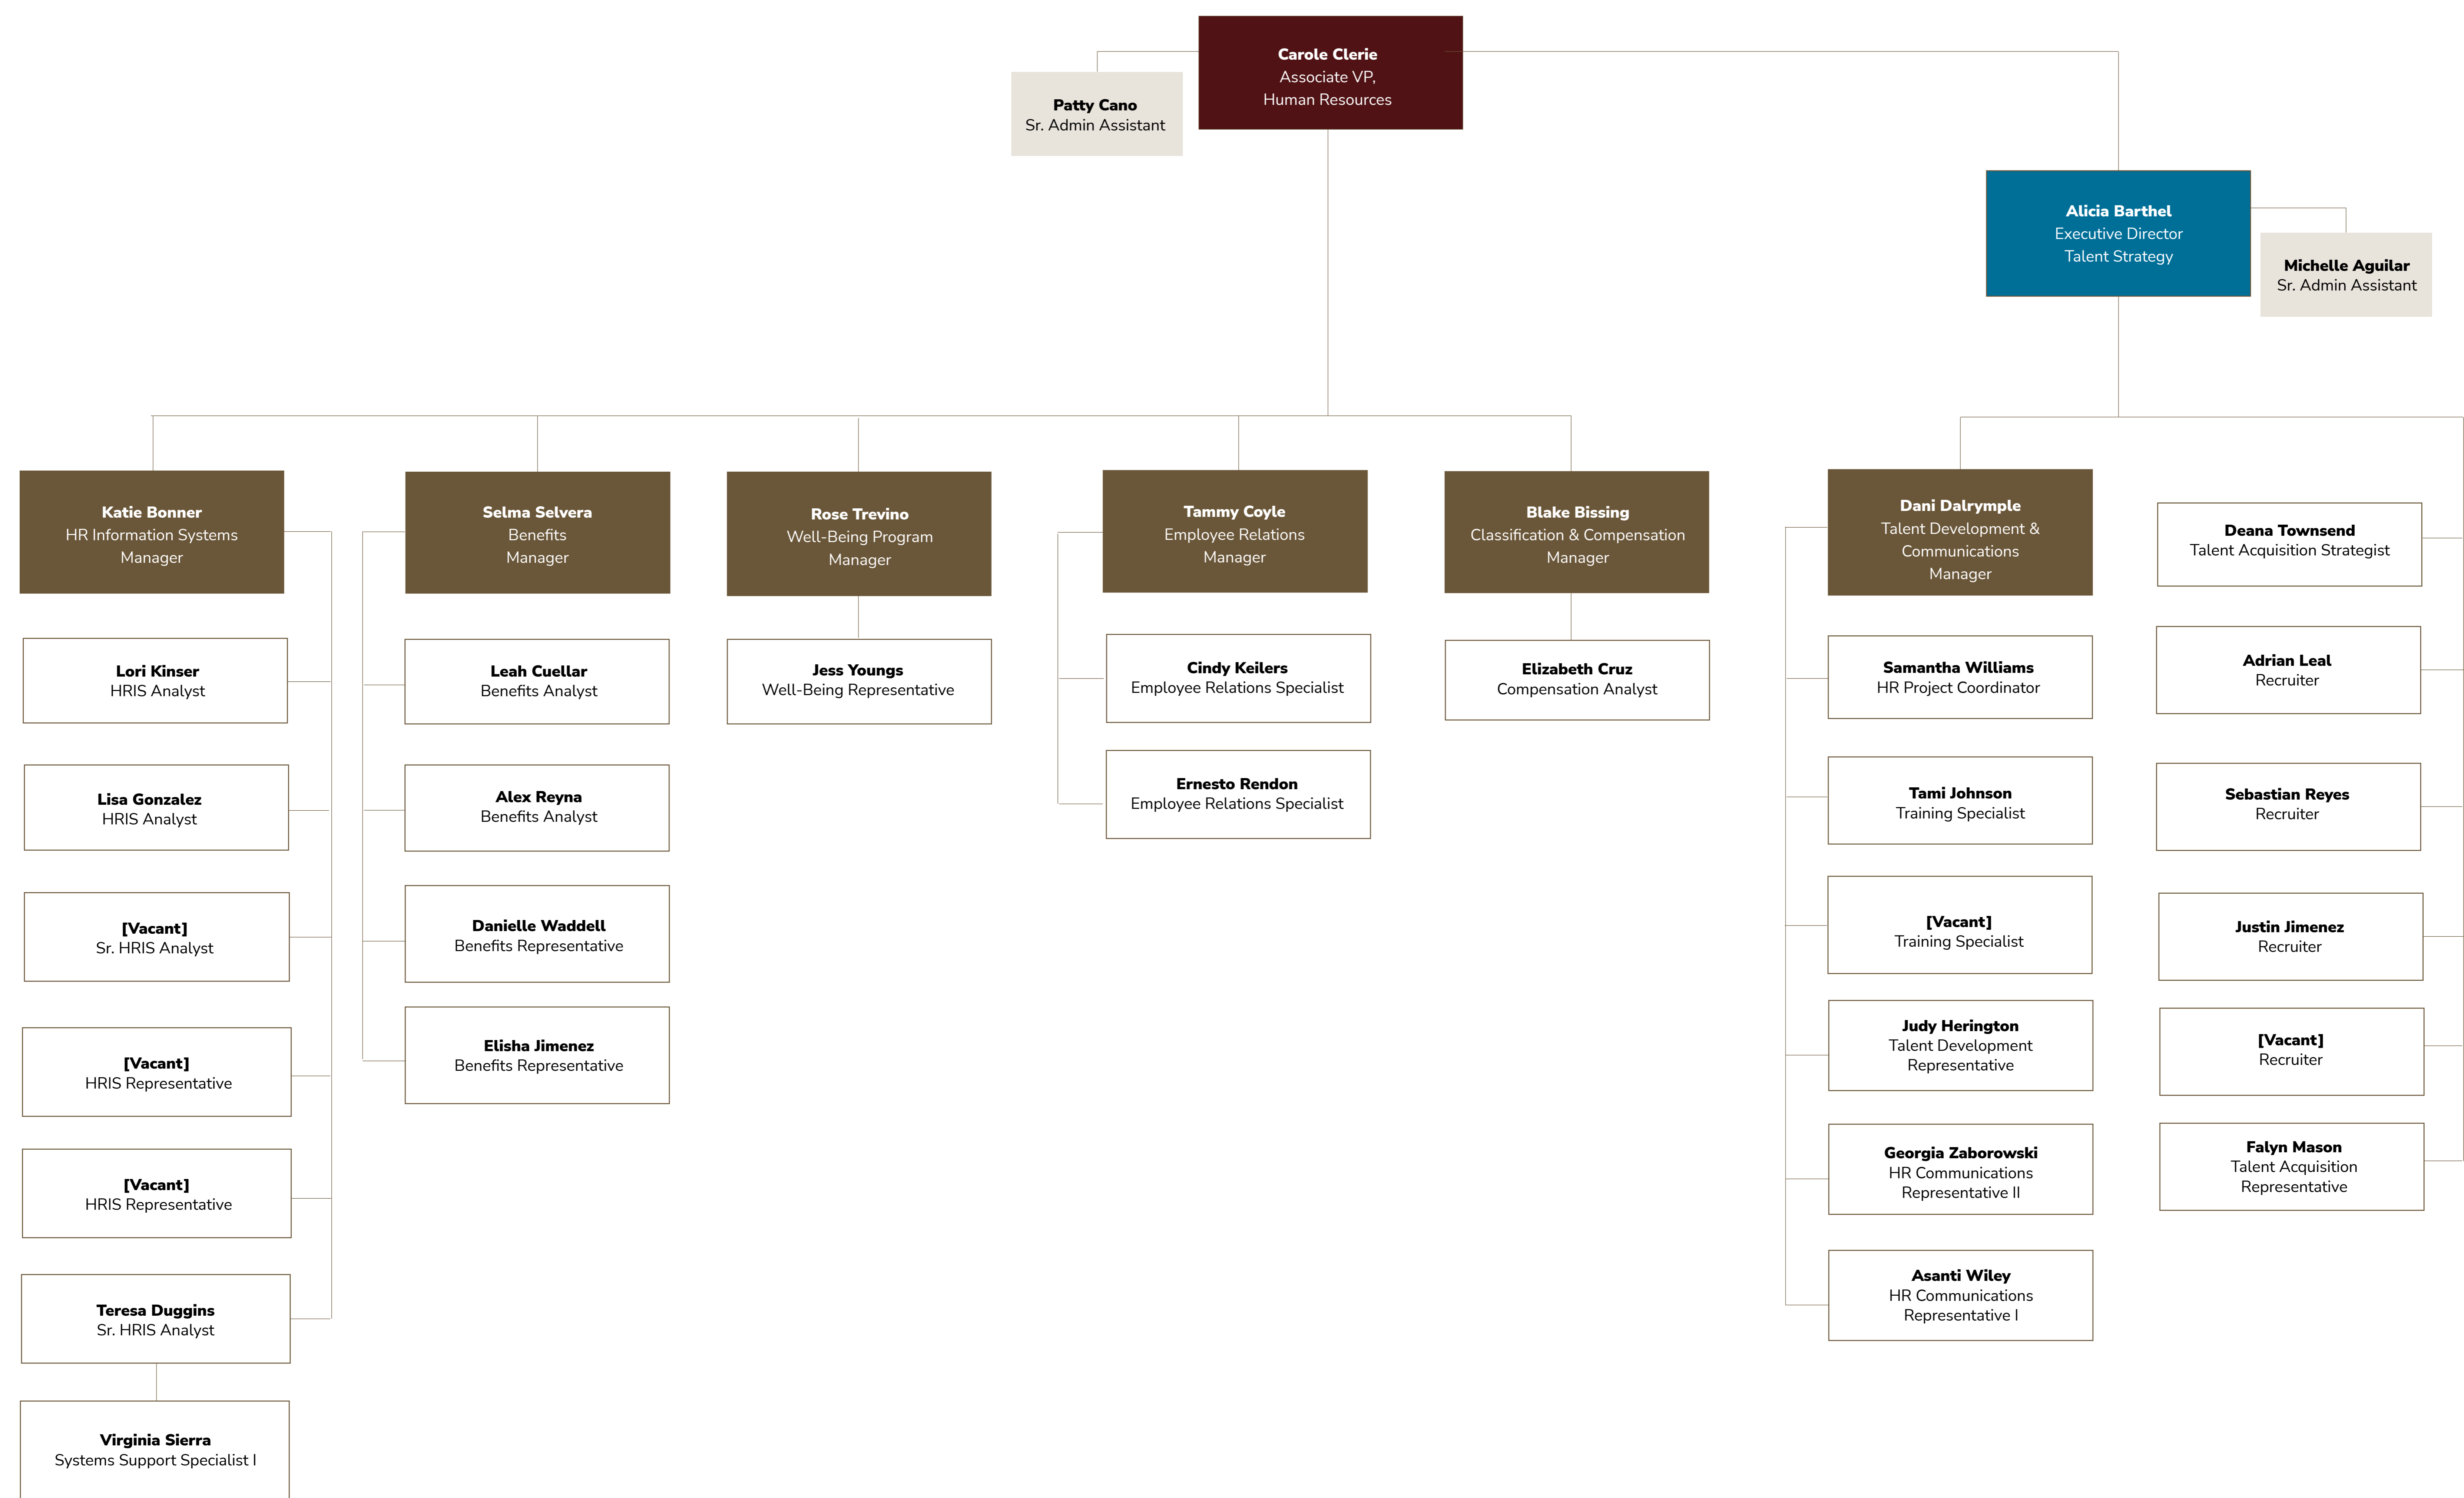 Carole Clerie
Associate VP,
Human Resources
Patty Cano
Sr. Admin Assistant
Alicia Barthel
Executive Director
Talent Strategy
Michelle Aguilar
Sr. Admin Assistant
Katie Bonner
HR Information Systems
Manager
Lori Kinser
HRIS Analyst
Lisa Gonzalez
HRIS Analyst
[Vacant]
Sr. HRIS Analyst
[Vacant]
HRIS Representative
[Vacant]
HRIS Representative
Teresa Duggins
Sr. HRIS Analyst
Virginia Sierra
Systems Support Specialist I
Selma Selvera
Benefits
Manager
Leah Cuellar
Benefits Analyst
Alex Reyna
Benefits Analyst
Danielle Waddell
Benefits Representative
Elisha Jimenez
Benefits Representative
Rose Trevino
Well-Being Program
Manager
Jess Youngs
Well-Being Representative
Tammy Coyle
Employee Relations
Manager
Cindy Keilers
Employee Relations Specialist
Ernesto Rendon
Employee Relations Specialist
Blake Bissing
Classification & Compensation
Manager
Elizabeth Cruz
Compensation Analyst
Dani Dalrymple
Talent Development &
Communications
Manager
Samantha Williams
HR Project Coordinator
Tami Johnson
Training Specialist
[Vacant]
Training Specialist
Judy Herington
Talent Development
Representative
Georgia Zaborowski
HR Communications
Representative II
Asanti Wiley
HR Communications
Representative I
Deana Townsend
Talent Acquisition Strategist
Adrian Leal
Recruiter
Sebastian Reyes
Recruiter
Justin Jimenez
Recruiter
[Vacant]
Recruiter
Falyn Mason
Talent Acquisition
Representative